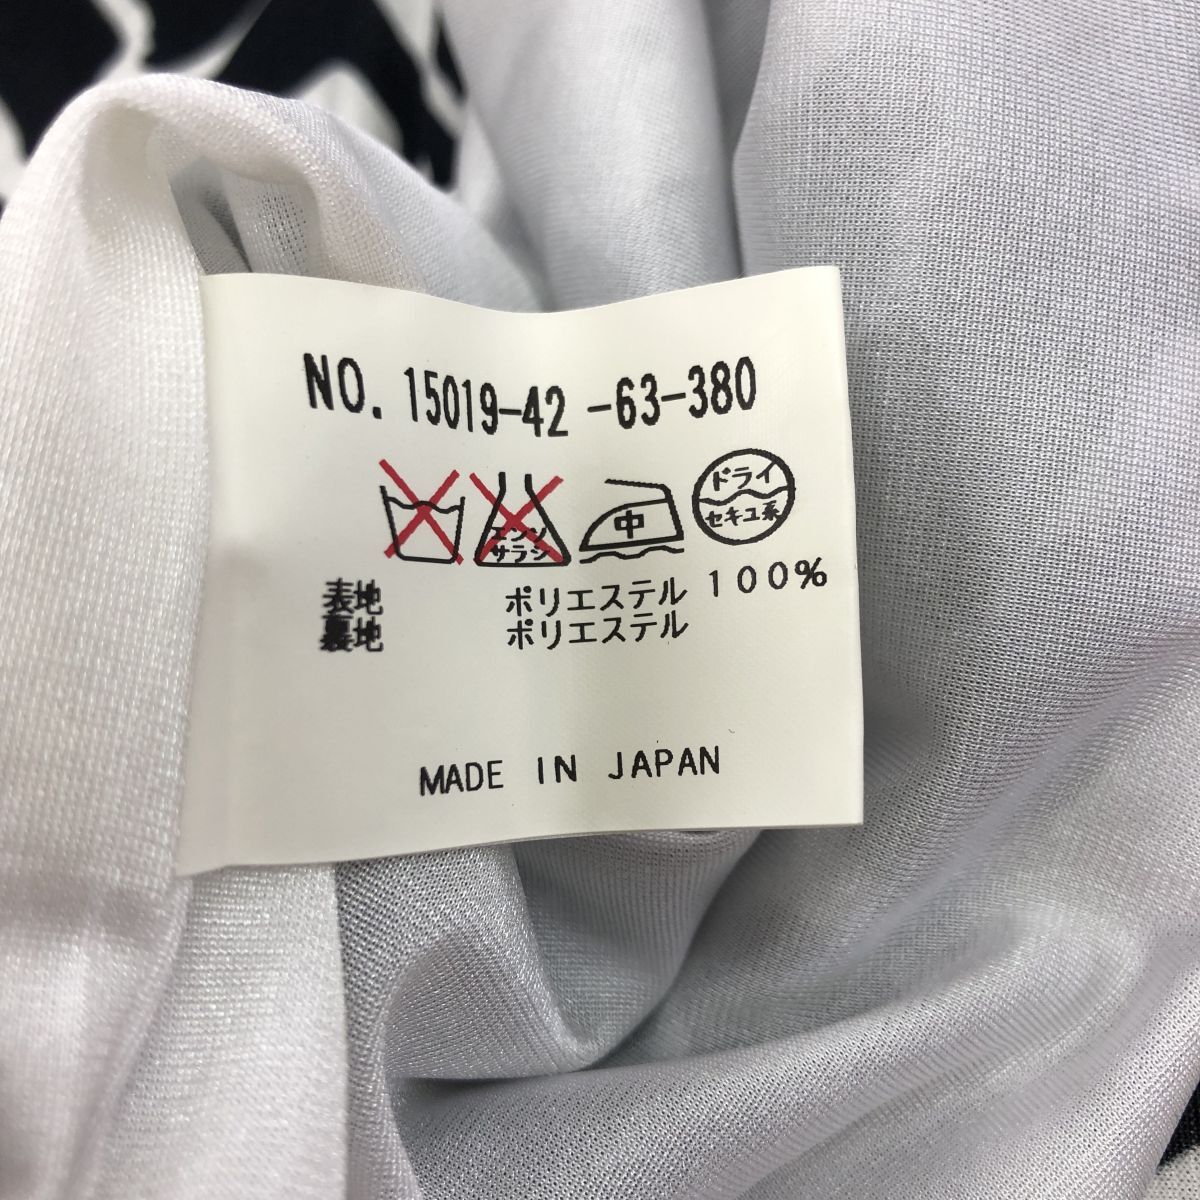 NO. 15019-42 -63-380
エンソ
サラシ
中
ドライ
セキユ系
表地 ポリエステル 100%
裏地 ポリエステル
MADE IN JAPAN